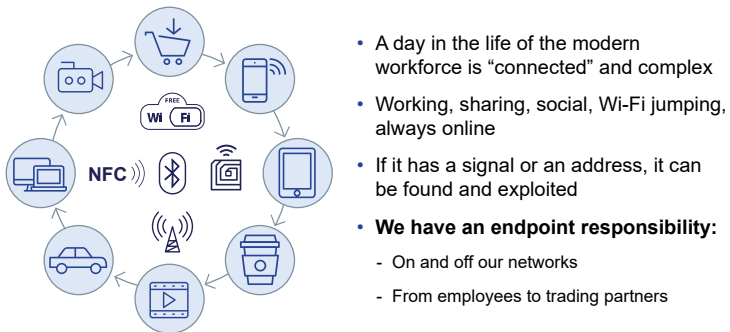 FREE
Wi Fi
NFC
• A day in the life of the modern
workforce is “connected” and complex
• Working, sharing, social, Wi-Fi jumping,
always online
• If it has a signal or an address, it can
be found and exploited
• We have an endpoint responsibility:
- On and off our networks
- From employees to trading partners